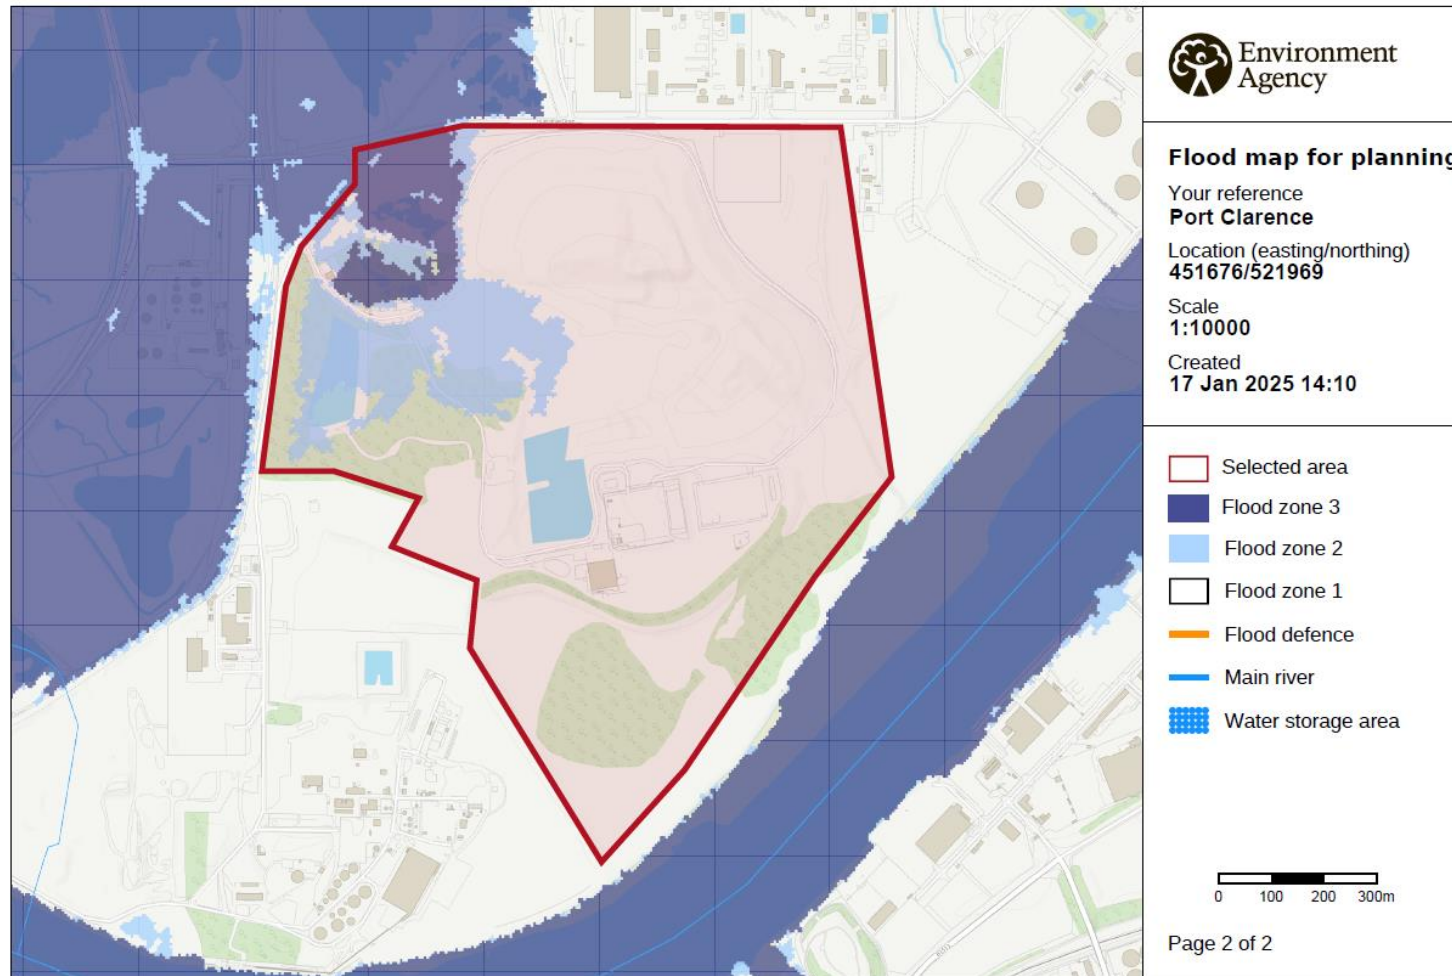 Environment
Agency
Flood map for planning
Your reference
Port Clarence
Location (easting/northing)
451676/521969
Scale
1:10000
Created
17 Jan 2025 14:10
Selected area
Flood zone 3
Flood zone 2
Flood zone 1
Flood defence
Main river
Water storage area
0 100 200 300m
Page 2 of 2